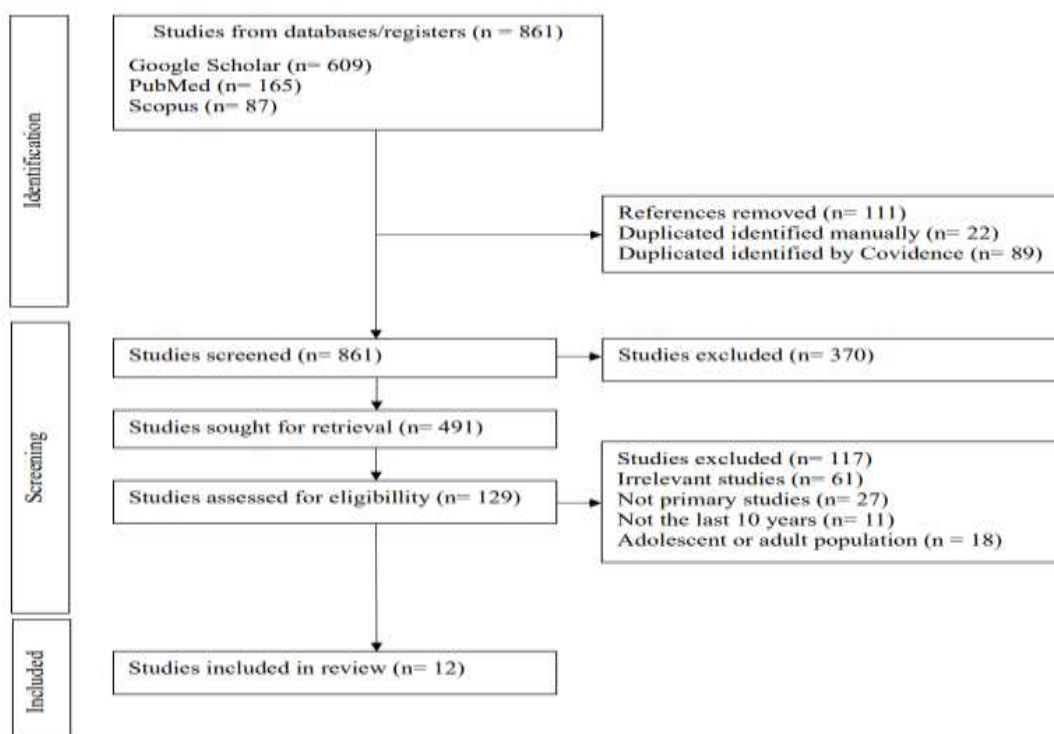 Identification
Studies from databases/registers (n = 861)
Google Scholar (n= 609)
PubMed (n= 165)
Scopus (n= 87)
References removed (n= 111)
Duplicated identified manually (n= 22)
Duplicated identified by Covidence (n= 89)
Screening
Studies screened (n= 861)
Studies excluded (n= 370)
Studies sought for retrieval (n= 491)
Studies assessed for eligibillity (n= 129)
Studies excluded (n= 117)
Irrelevant studies (n= 61)
Not primary studies (n= 27)
Not the last 10 years (n= 11)
Adolescent or adult population (n = 18)
Included
Studies included in review (n= 12)